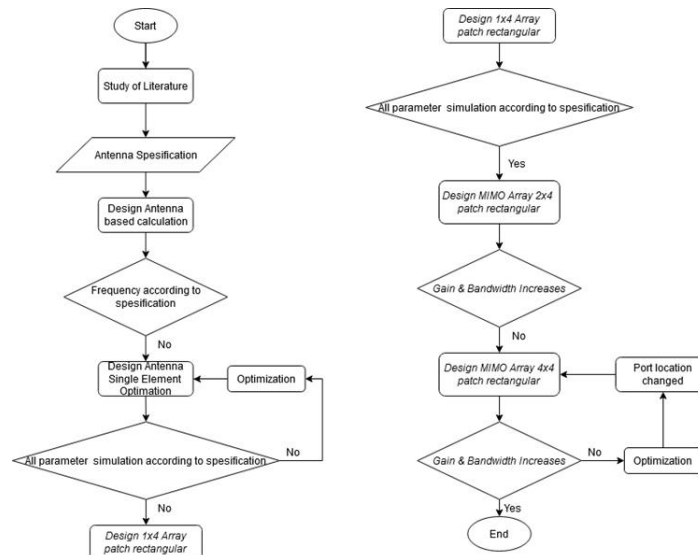 Start
Study of Literature
Antenna Spesification
Design Antenna
based calculation
Frequency according to
spesification
No
Design Antenna
Single Element
Optimation
Optimization
All parameter simulation according to spesification
No
No
Design 1x4 Array
patch rectangular
Design 1x4 Array
patch rectangular
All parameter simulation according to spesification
Yes
Design MIMO Array 2x4
patch rectangular
Gain & Bandwidth Increases
No
Design MIMO Array 4x4
patch rectangular
Port location
changed
Gain & Bandwidth Increases
No
Optimization
Yes
End